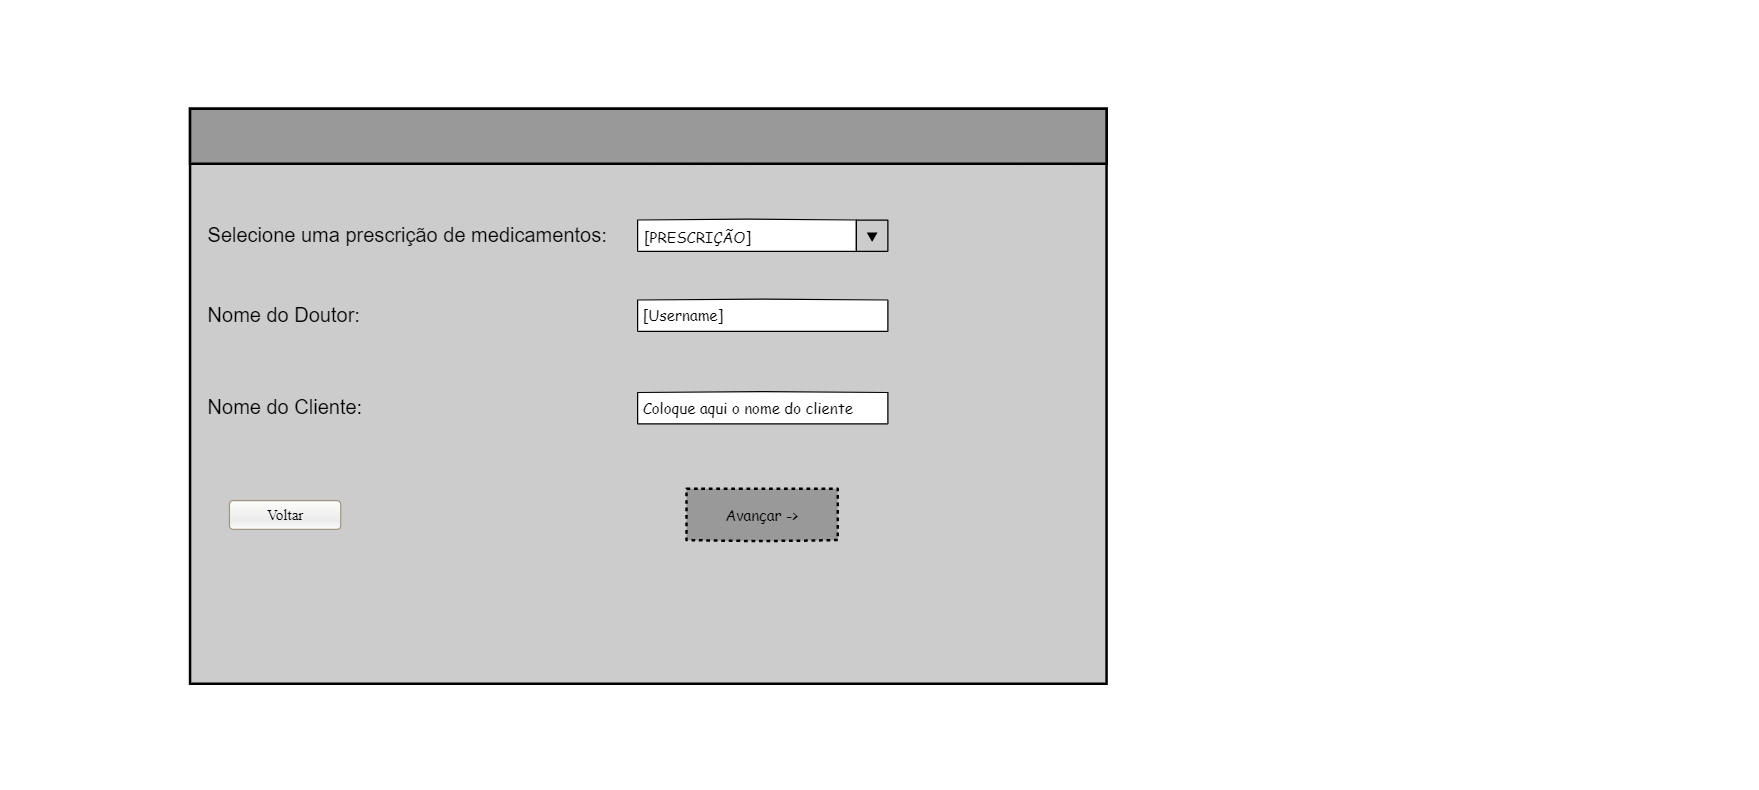 Selecione uma prescrição de medicamentos: [PRESCRIÇÃO] ▼
Nome do Doutor: [Username]
Nome do Cliente: Coloque aqui o nome do cliente
Voltar Avançar ->